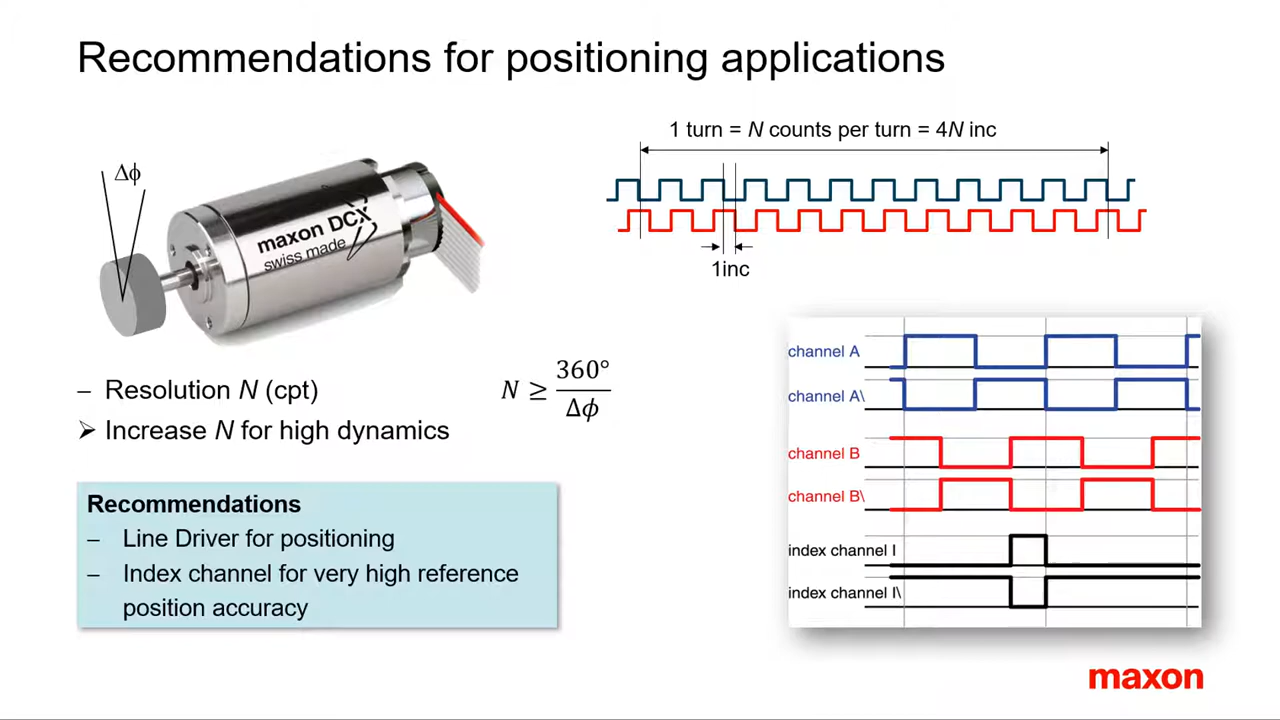 Recommendations for positioning applications
Δϕ
maxon DCX
swiss made
1 turn = N counts per turn = 4N inc
1inc
– Resolution N (cpt)
N ≥ 360° / Δϕ
➢ Increase N for high dynamics
Recommendations
– Line Driver for positioning
– Index channel for very high reference
position accuracy
channel A
channel A\
channel B
channel B\
index channel I
index channel I\
maxon